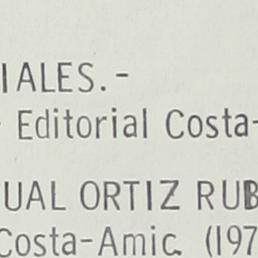 IALES.-
Editorial Costa-
UAL ORTIZ RUB
Costa-Amic. (197